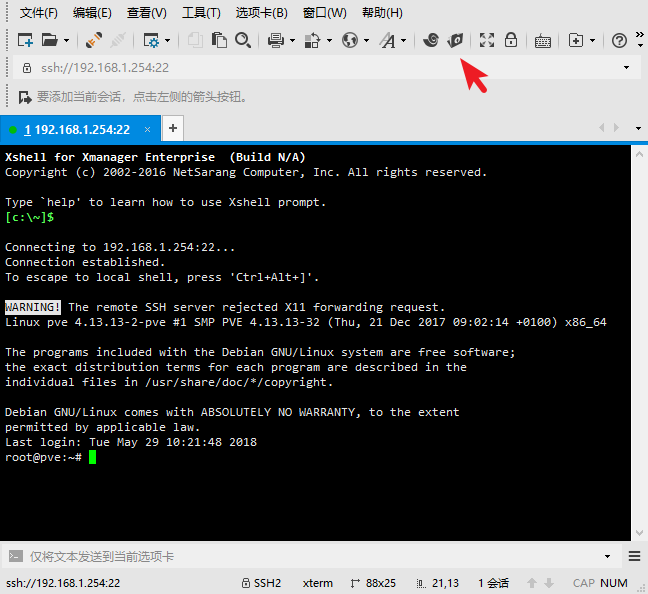 文件(F) 编辑(E) 查看(V) 工具(T) 选项卡(B) 窗口(W) 帮助(H)
ssh://192.168.1.254:22
要添加当前会话，点击左侧的箭头按钮。
1 192.168.1.254:22 × +
Xshell for Xmanager Enterprise (Build N/A)
Copyright (c) 2002-2016 NetSarang Computer, Inc. All rights reserved.
Type `help' to learn how to use Xshell prompt.
[c:\~]$
Connecting to 192.168.1.254:22...
Connection established.
To escape to local shell, press 'Ctrl+Alt+]'.
WARNING! The remote SSH server rejected X11 forwarding request.
Linux pve 4.13.13-2-pve #1 SMP PVE 4.13.13-32 (Thu, 21 Dec 2017 09:02:14 +0100) x86_64
The programs included with the Debian GNU/Linux system are free software;
the exact distribution terms for each program are described in the
individual files in /usr/share/doc/*/copyright.
Debian GNU/Linux comes with ABSOLUTELY NO WARRANTY, to the extent
permitted by applicable law.
Last login: Tue May 29 10:21:48 2018
root@pve:~#
仅将文本发送到当前选项卡
ssh://192.168.1.254:22 SSH2 xterm 88x25 21,13 1 会话 CAP NUM